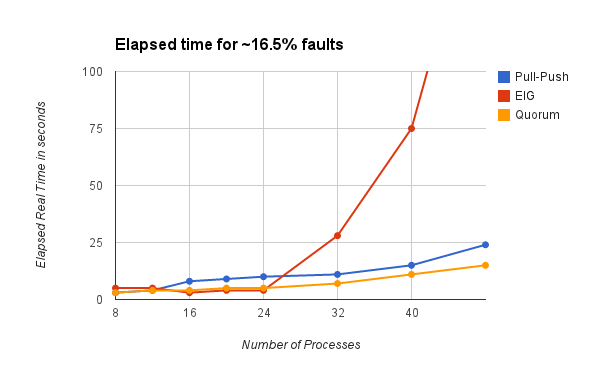 Elapsed time for ~16.5% faults
100
75
50
25
0
8 16 24 32 40
Elapsed Real Time in seconds
Number of Processes
Pull-Push
EIG
Quorum